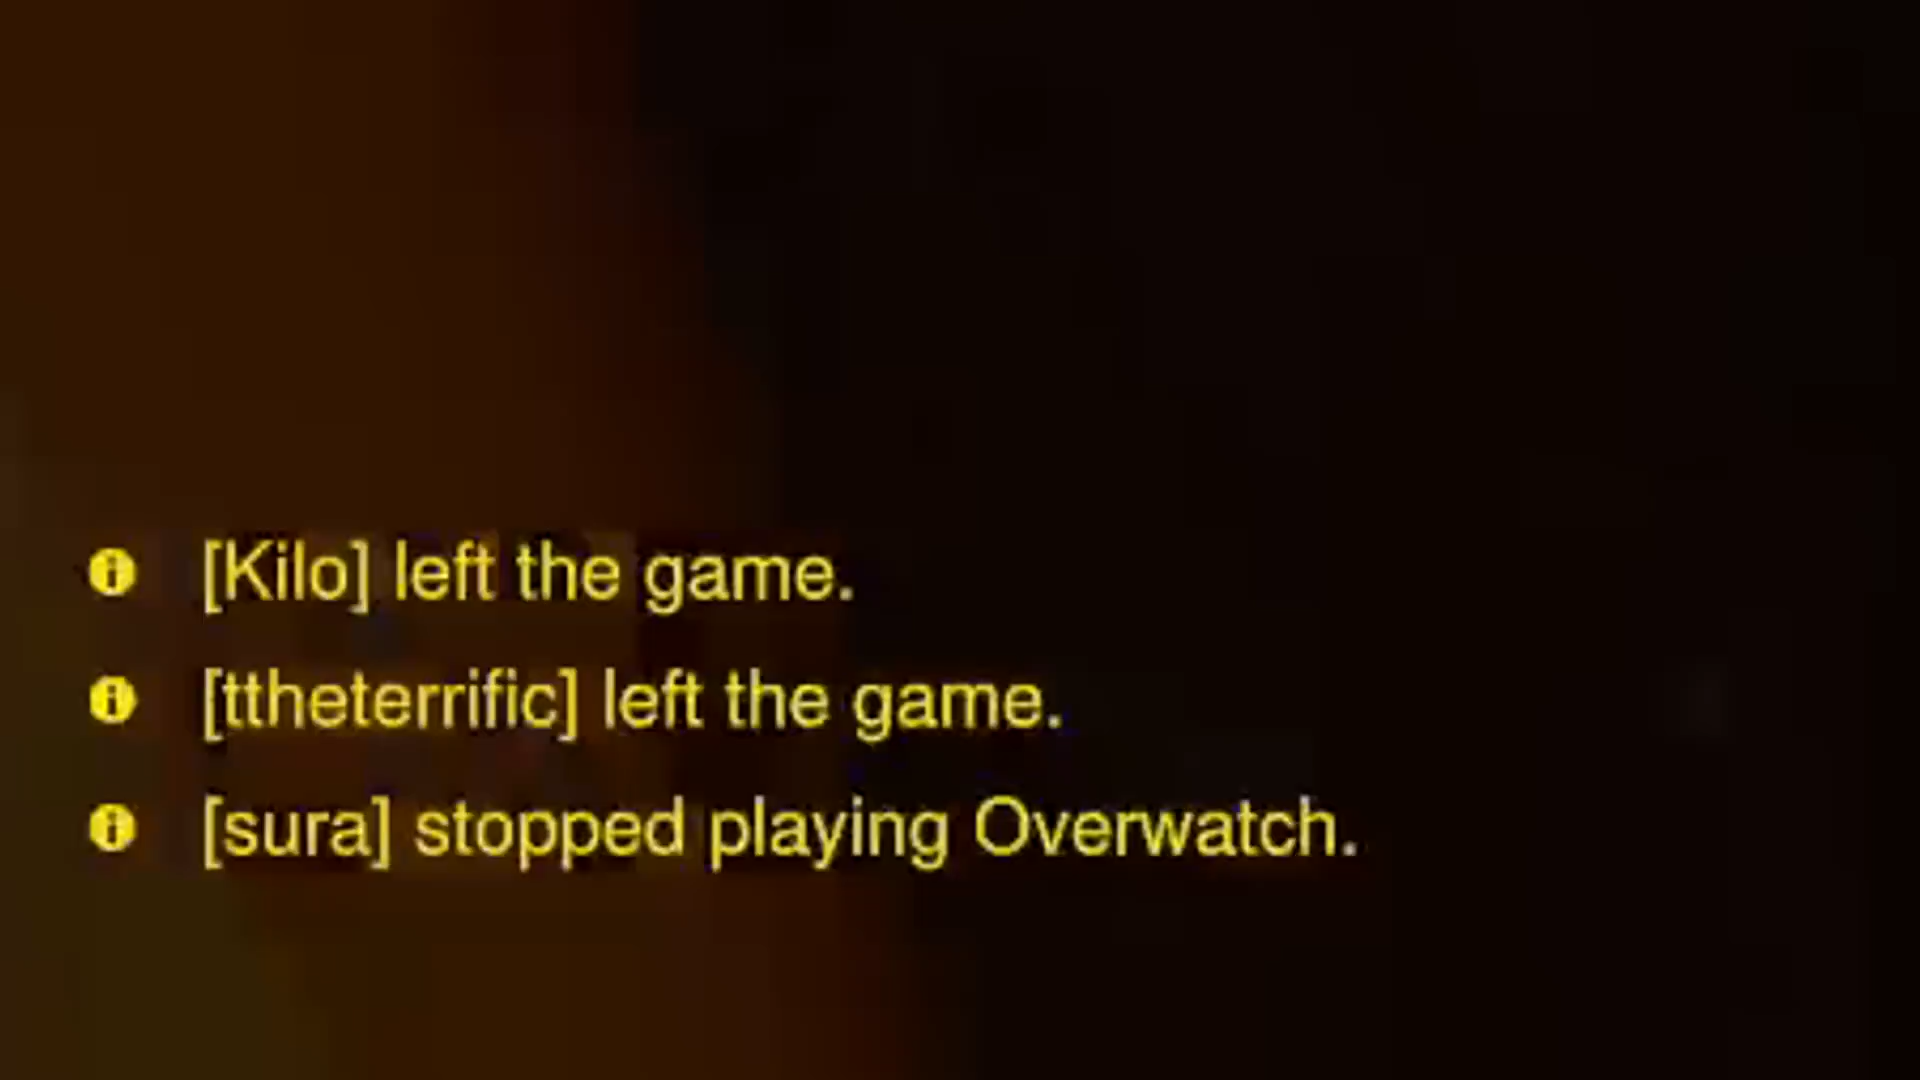 [Kilo] left the game.
[ttheterrific] left the game.
[sura] stopped playing Overwatch.